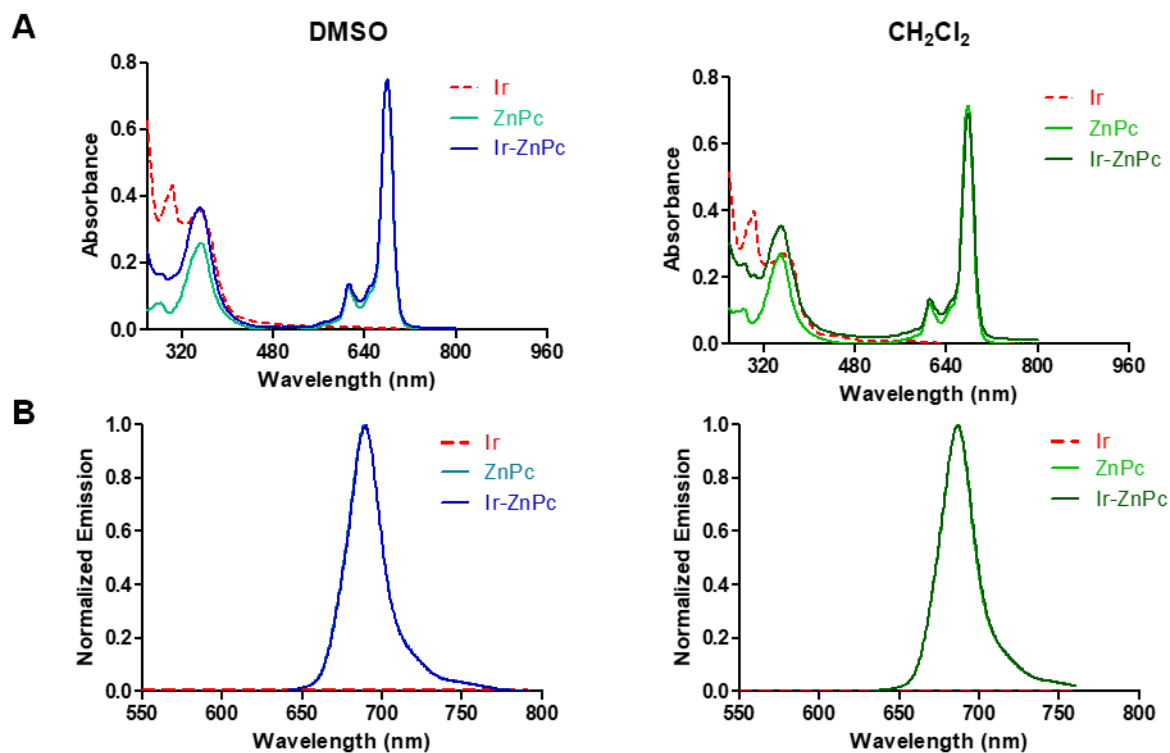 A
DMSO
CH₂Cl₂
0.8
0.6
0.4
0.2
0.0
Absorbance
Ir
ZnPc
Ir-ZnPc
320
480
640
800
960
Wavelength (nm)
0.8
0.6
0.4
0.2
0.0
Absorbance
Ir
ZnPc
Ir-ZnPc
320
480
640
800
960
Wavelength (nm)
B
1.0
0.8
0.6
0.4
0.2
0.0
Normalized Emission
Ir
ZnPc
Ir-ZnPc
550
600
650
700
750
800
Wavelength (nm)
1.0
0.8
0.6
0.4
0.2
0.0
Normalized Emission
Ir
ZnPc
Ir-ZnPc
550
600
650
700
750
800
Wavelength (nm)